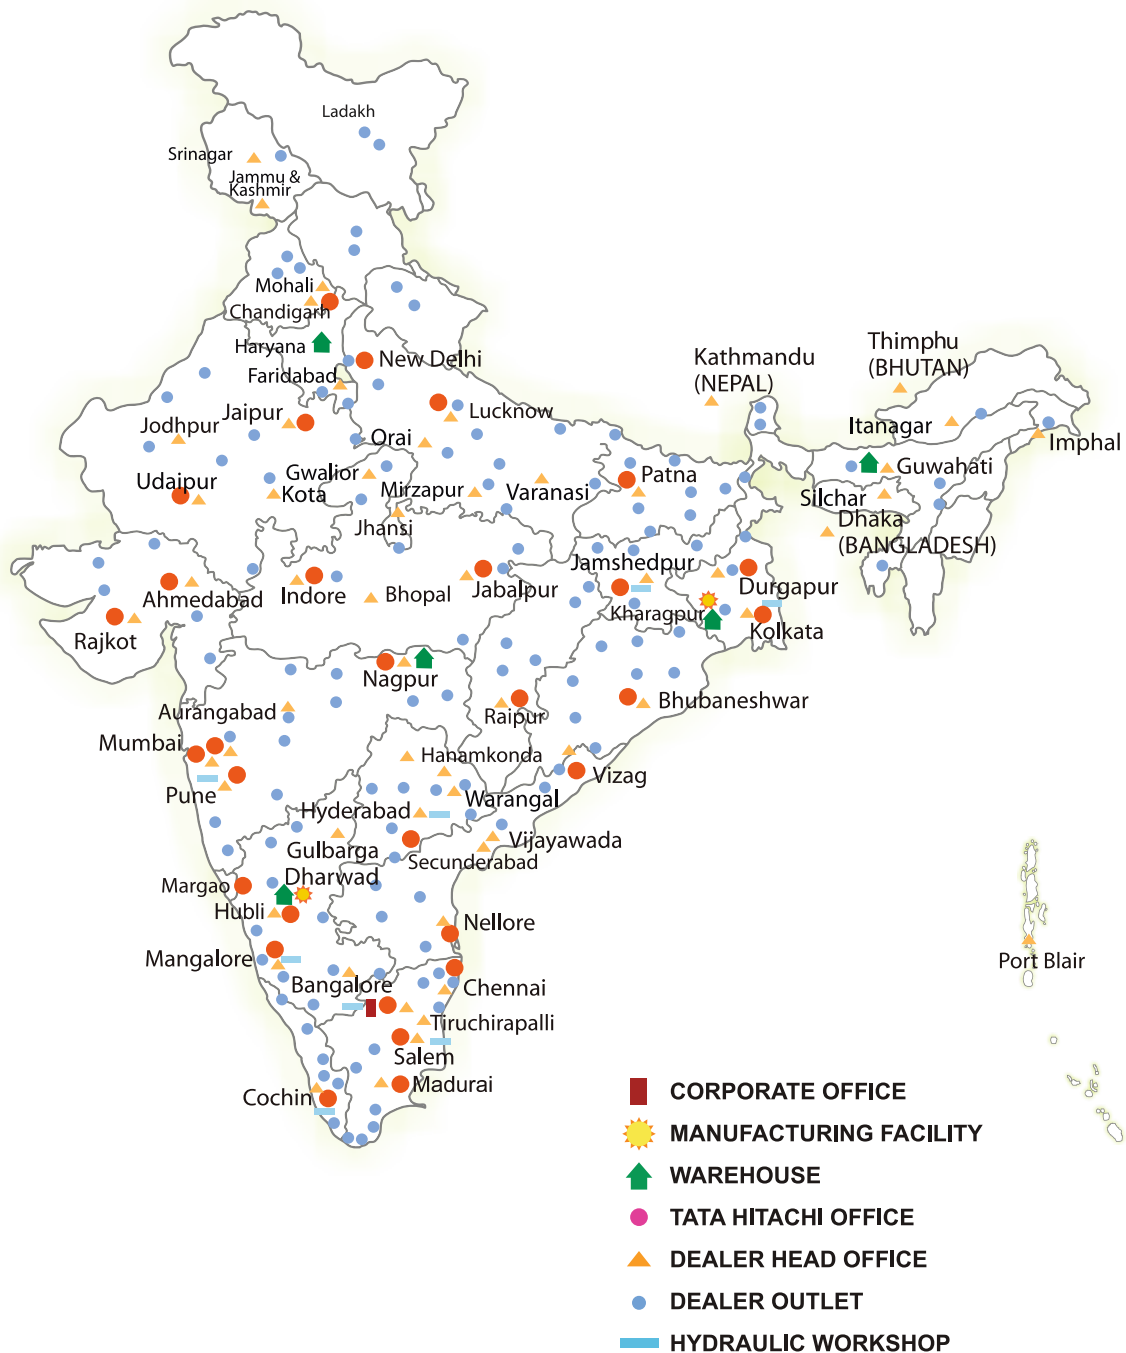 Ladakh
Srinagar
Jammu &
Kashmir
Mohali
Chandigarh
Haryana
New Delhi
Faridabad
Kathmandu
(NEPAL)
Thimphu
(BHUTAN)
Jaipur
Lucknow
Jodhpur
Orai
Itanagar
Imphal
Gwalior
Udaipur
Kota
Mirzapur
Varanasi
Patna
Guwahati
Silchar
Jhansi
Dhaka
(BANGLADESH)
Jamshedpur
Ahmedabad
Indore
Bhopal
Jabalpur
Durgapur
Kharagpur
Rajkot
Kolkata
Nagpur
Aurangabad
Raipur
Bhubaneshwar
Mumbai
Hanamkonda
Vizag
Pune
Warangal
Hyderabad
Vijayawada
Gulbarga
Secunderabad
Dharwad
Margao
Hubli
Nellore
Mangalore
Port Blair
Bangalore
Chennai
Tiruchirapalli
Salem
Madurai
Cochin
CORPORATE OFFICE
MANUFACTURING FACILITY
WAREHOUSE
TATA HITACHI OFFICE
DEALER HEAD OFFICE
DEALER OUTLET
HYDRAULIC WORKSHOP